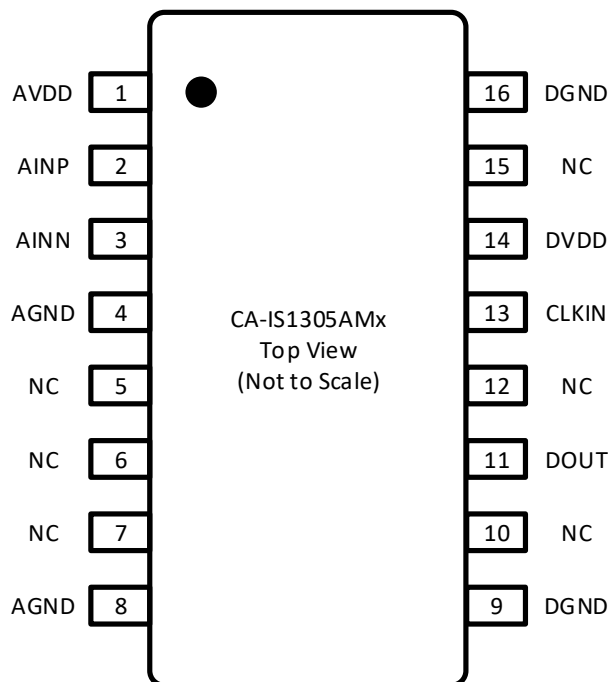 AVDD 1 16 DGND
AINP 2 15 NC
AINN 3 14 DVDD
AGND 4 13 CLKIN
CA-IS1305AMx
Top View
(Not to Scale)
NC 5 12 NC
NC 6 11 DOUT
NC 7 10 NC
AGND 8 9 DGND